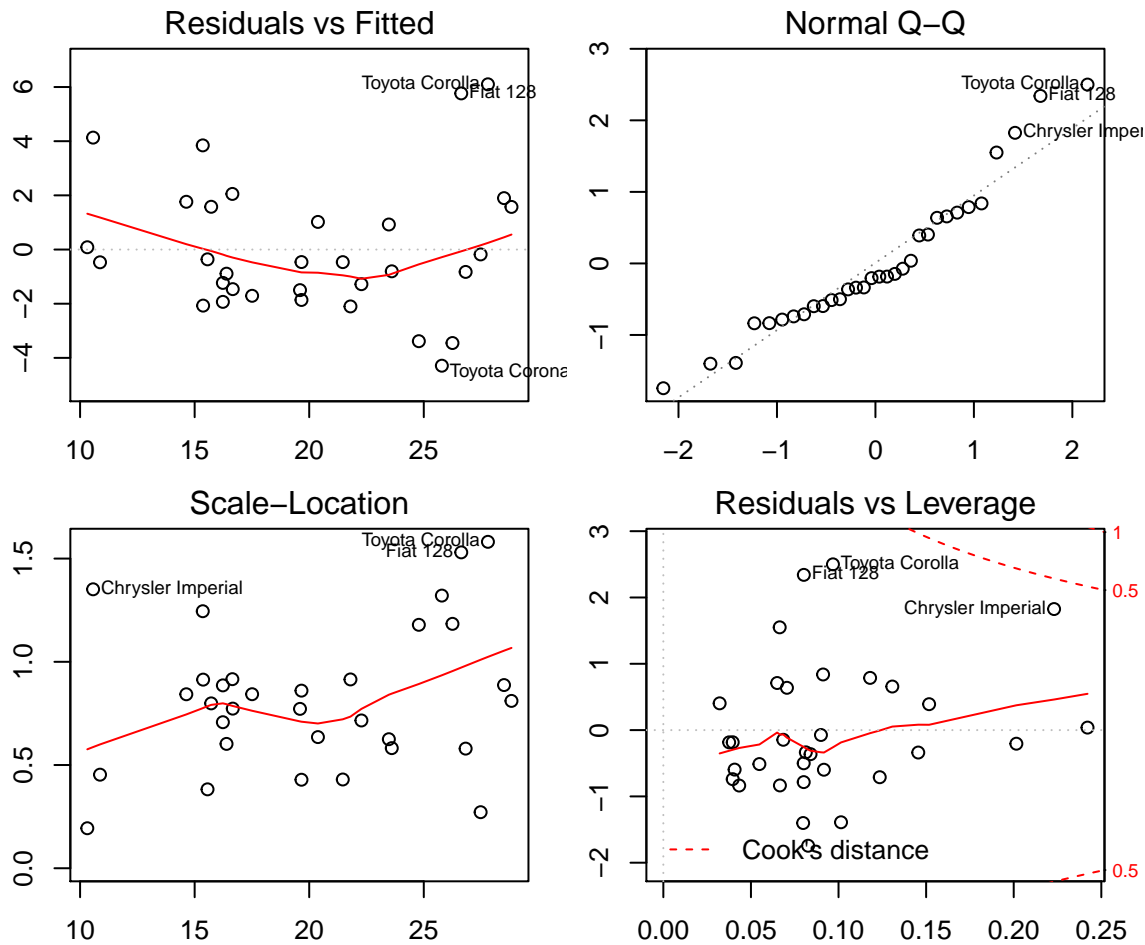 Residuals vs Fitted
6
4
2
0
−2
−4
Toyota Corolla
Fiat 128
Toyota Corona
10 15 20 25
Normal Q−Q
3
2
1
0
−1
Toyota Corolla
Fiat 128
Chrysler Imper
−2 −1 0 1 2
Scale−Location
1.5
1.0
0.5
0.0
Toyota Corolla
Fiat 128
Chrysler Imperial
10 15 20 25
Residuals vs Leverage
3
2
1
0
−1
−2
1
0.5
Toyota Corolla
Fiat 128
Chrysler Imperial
Cook's distance
0.5
0.00 0.05 0.10 0.15 0.20 0.25